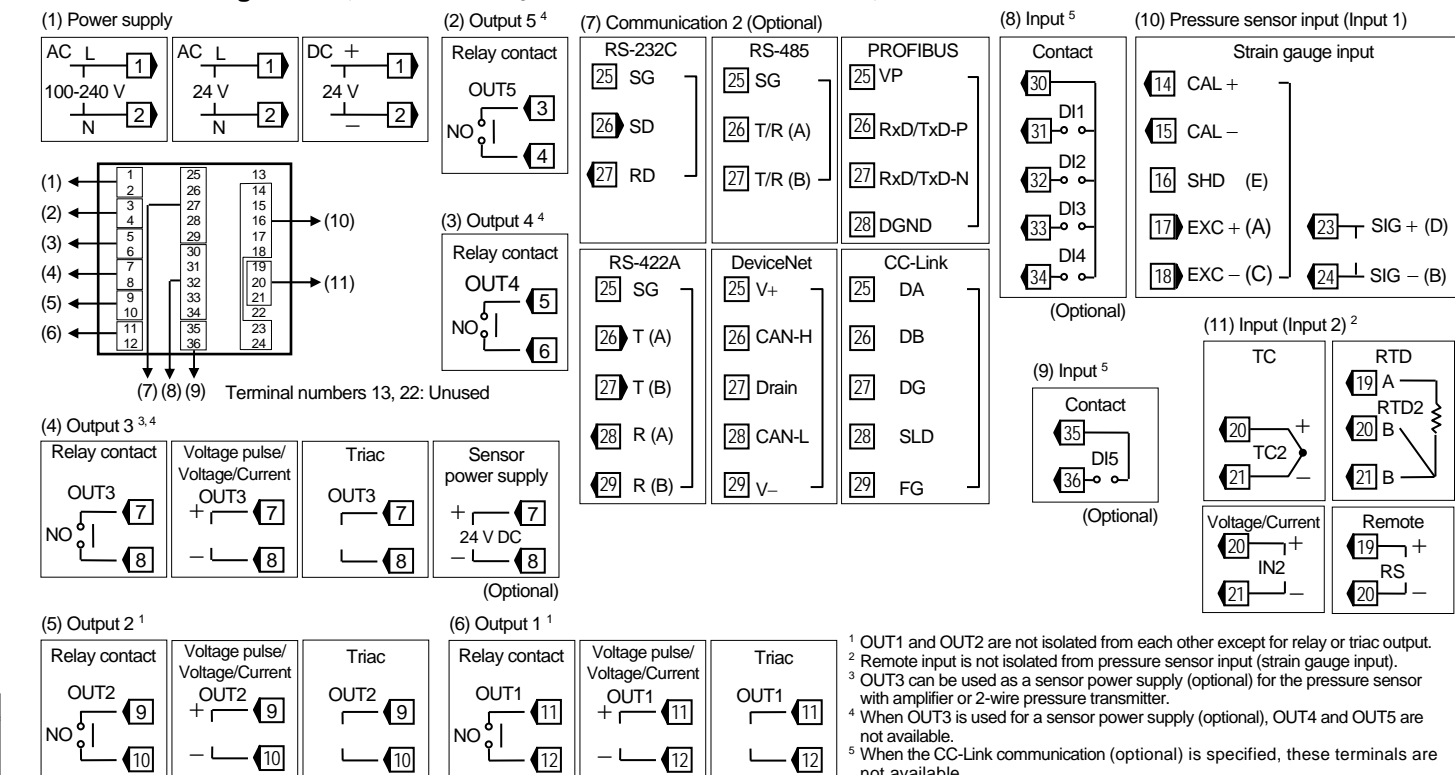 (1) Power supply
AC L 1
100-240 V
N 2
AC L 1
24 V
N 2
DC + 1
24 V
– 2
(2) Output 5 4
Relay contact
OUT5
3
NO
4
(1)
(2)
(3)
(4)
(5)
(6)
1 25 13
2 26 14
3 27 15
4 28 16
5 29 17
6 30 18
7 31 19
8 32 20
9 33 21
10 34 22
11 35 23
12 36 24
(10)
(11)
(7) (8) (9)
Terminal numbers 13, 22: Unused
(3) Output 4 4
Relay contact
OUT4
5
NO
6
(4) Output 3 3, 4
Relay contact
OUT3
7
NO
8
Voltage pulse/
Voltage/Current
OUT3
+ 7
– 8
Triac
OUT3
7
8
Sensor
power supply
+ 7
24 V DC
– 8
(Optional)
(5) Output 2 1
Relay contact
OUT2
9
NO
10
Voltage pulse/
Voltage/Current
OUT2
+ 9
– 10
Triac
OUT2
9
10
(6) Output 1 1
Relay contact
OUT1
11
NO
12
Voltage pulse/
Voltage/Current
OUT1
+ 11
– 12
Triac
OUT1
11
12
(7) Communication 2 (Optional)
RS-232C
25 SG
26 SD
27 RD
RS-485
25 SG
26 T/R (A)
27 T/R (B)
PROFIBUS
25 VP
26 RxD/TxD-P
27 RxD/TxD-N
28 DGND
RS-422A
25 SG
26 T (A)
27 T (B)
28 R (A)
29 R (B)
DeviceNet
25 V+
26 CAN-H
27 Drain
28 CAN-L
29 V–
CC-Link
25 DA
26 DB
27 DG
28 SLD
29 FG
(8) Input 5
Contact
30
DI1
31
DI2
32
DI3
33
DI4
34
(Optional)
(9) Input 5
Contact
35
DI5
36
(Optional)
(10) Pressure sensor input (Input 1)
Strain gauge input
14 CAL +
15 CAL –
16 SHD (E)
17 EXC + (A)
18 EXC – (C)
23 SIG + (D)
24 SIG – (B)
(11) Input (Input 2) 2
TC
20 +
TC2
21 –
RTD
19 A
RTD2
20 B
21 B
Voltage/Current
20 +
IN2
21 –
Remote
19 +
RS
20 –
1 OUT1 and OUT2 are not isolated from each other except for relay or triac output.
2 Remote input is not isolated from pressure sensor input (strain gauge input).
3 OUT3 can be used as a sensor power supply (optional) for the pressure sensor
with amplifier or 2-wire pressure transmitter.
4 When OUT3 is used for a sensor power supply (optional), OUT4 and OUT5 are
not available.
5 When the CC-Link communication (optional) is specified, these terminals are
not available.